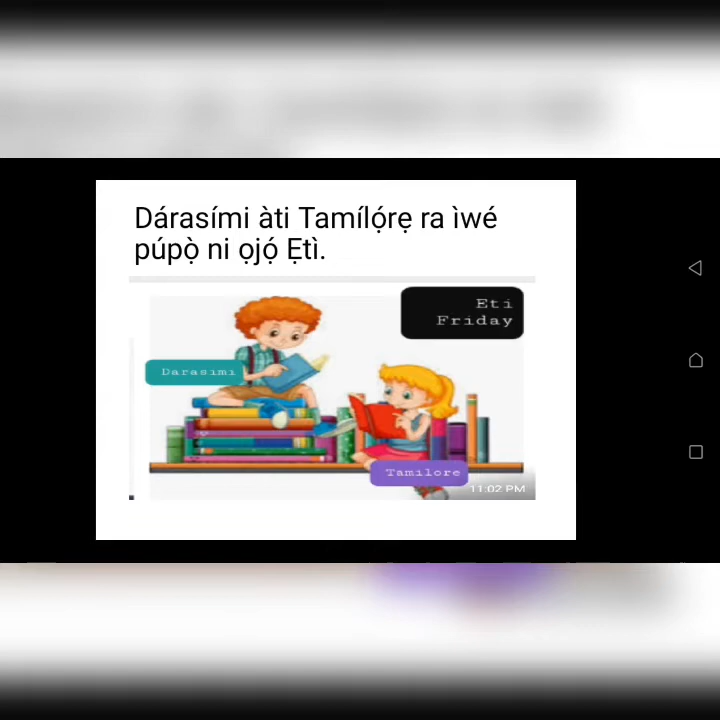 Dárasími àti Tamílọ́rẹ ra ìwé
púpọ̀ ni ọjọ́ Ẹtì.
Eti
Friday
Darasimi
Tamilore
11:02 PM